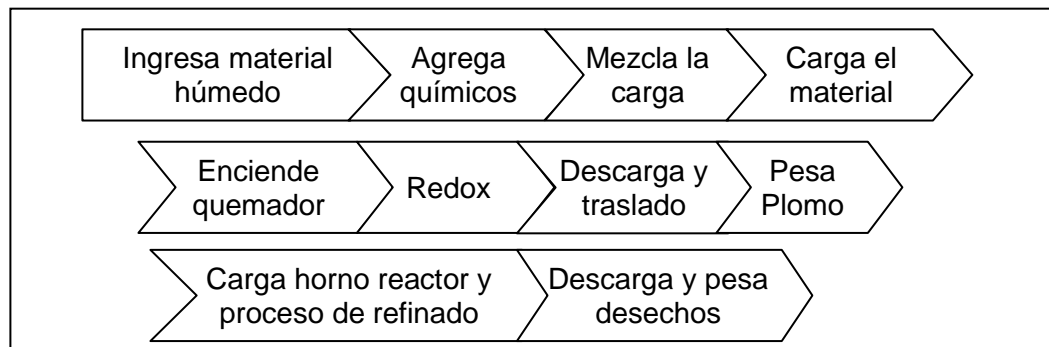 Ingresa material
húmedo
Agrega
químicos
Mezcla la
carga
Carga el
material
Enciende
quemador
Redox
Descarga y
traslado
Pesa
Plomo
Carga horno reactor y
proceso de refinado
Descarga y pesa
desechos